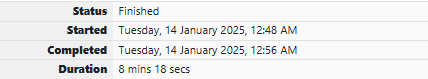 Status Finished
Started Tuesday, 14 January 2025, 12:48 AM
Completed Tuesday, 14 January 2025, 12:56 AM
Duration 8 mins 18 secs